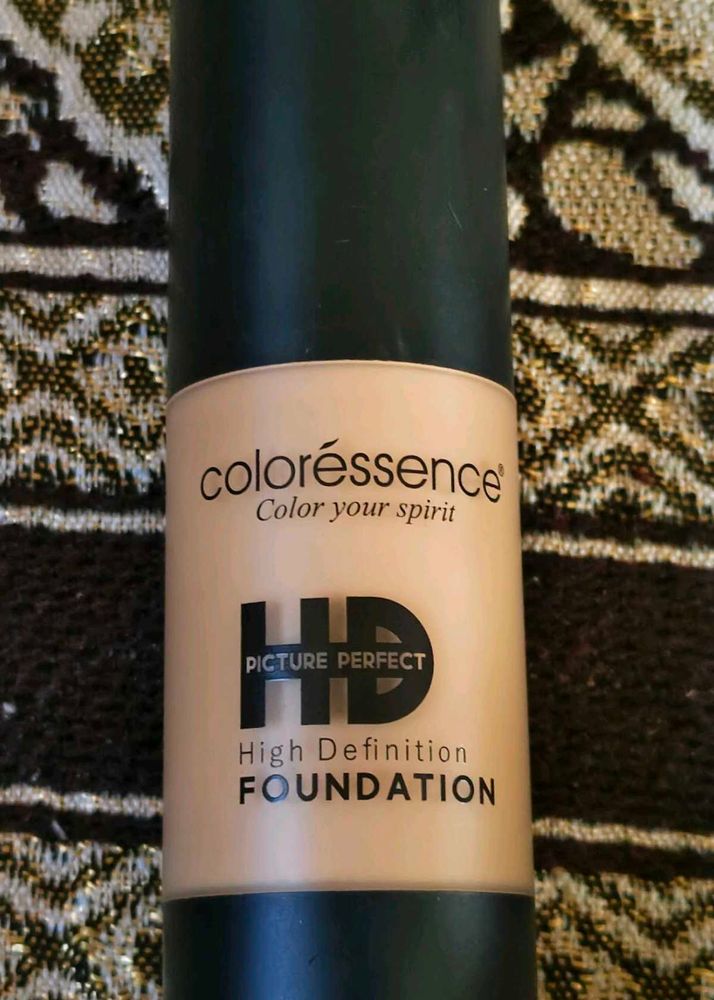 coloréssence®
Color your spirit
HD
PICTURE PERFECT
High Definition
FOUNDATION